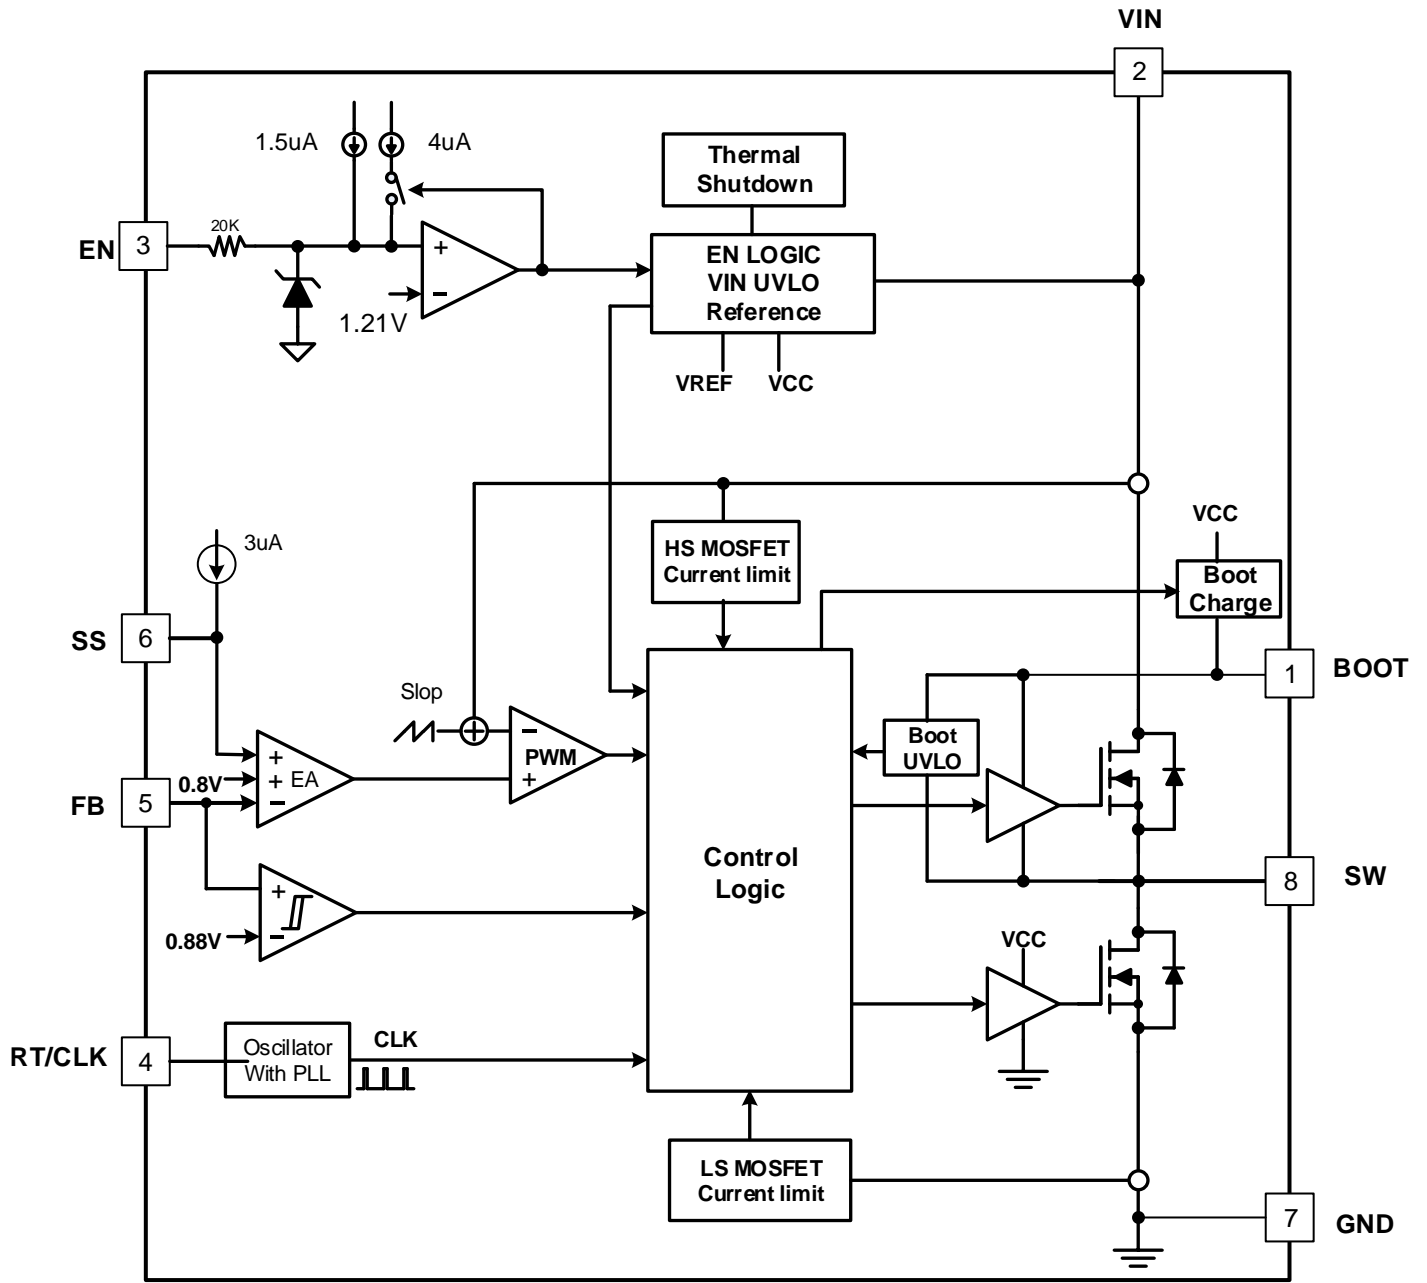 VIN
2
1.5uA
4uA
Thermal
Shutdown
20K
EN
3
+
−
1.21V
EN LOGIC
VIN UVLO
Reference
VREF
VCC
3uA
HS MOSFET
Current limit
VCC
Boot
Charge
SS
6
BOOT
1
Slop
+
−
PWM
+
Boot
UVLO
0.8V
+
+ EA
−
FB
5
Control
Logic
SW
8
+
−
0.88V
VCC
RT/CLK
4
Oscillator
With PLL
CLK
LS MOSFET
Current limit
7
GND